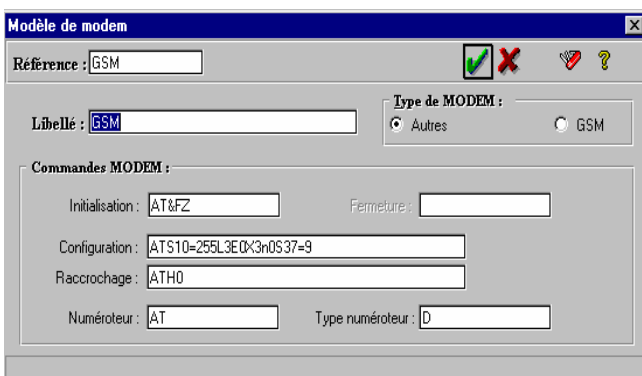 Modèle de modem
Référence : GSM
Libellé : GSM
Type de MODEM :
Autres GSM
Commandes MODEM :
Initialisation : AT&FZ Fermeture :
Configuration : ATS10=255L3E0X3n0S37=9
Raccrochage : ATH0
Numéroteur : AT Type numéroteur : D